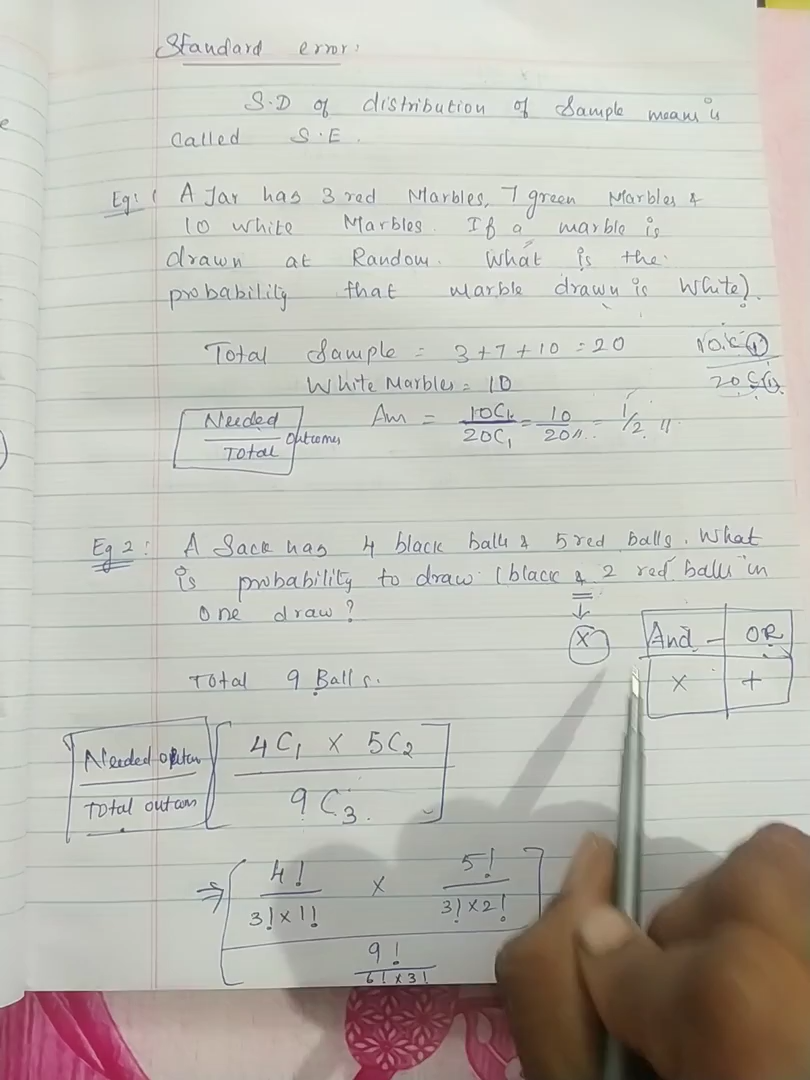 Standard error:
S.D of distribution of Sample means is
Called S.E.
Eg: 1 A Jar has 3 red Marbles, 7 green Marbles &
10 white Marbles. If a marble is
drawn at Random. What is the
probability that marble drawn is White).
Total Sample = 3+7+10 = 20
White Marbles = 10
10C1
20C1
Needed
Total Outcomes
Ans = 10C1/20C1 = 10/20 = 1/2 //
Eg 2: A Sack has 4 black balls & 5 red balls. What
is probability to draw 1 black & 2 red balls in
one draw?
X
And - OR
X +
Total 9 Balls.
Needed
Total outcom
4C1 X 5C2
9C3.
⇒ 4! X 5!
3! X 1! 3! X 2!
9!
6! X 3!